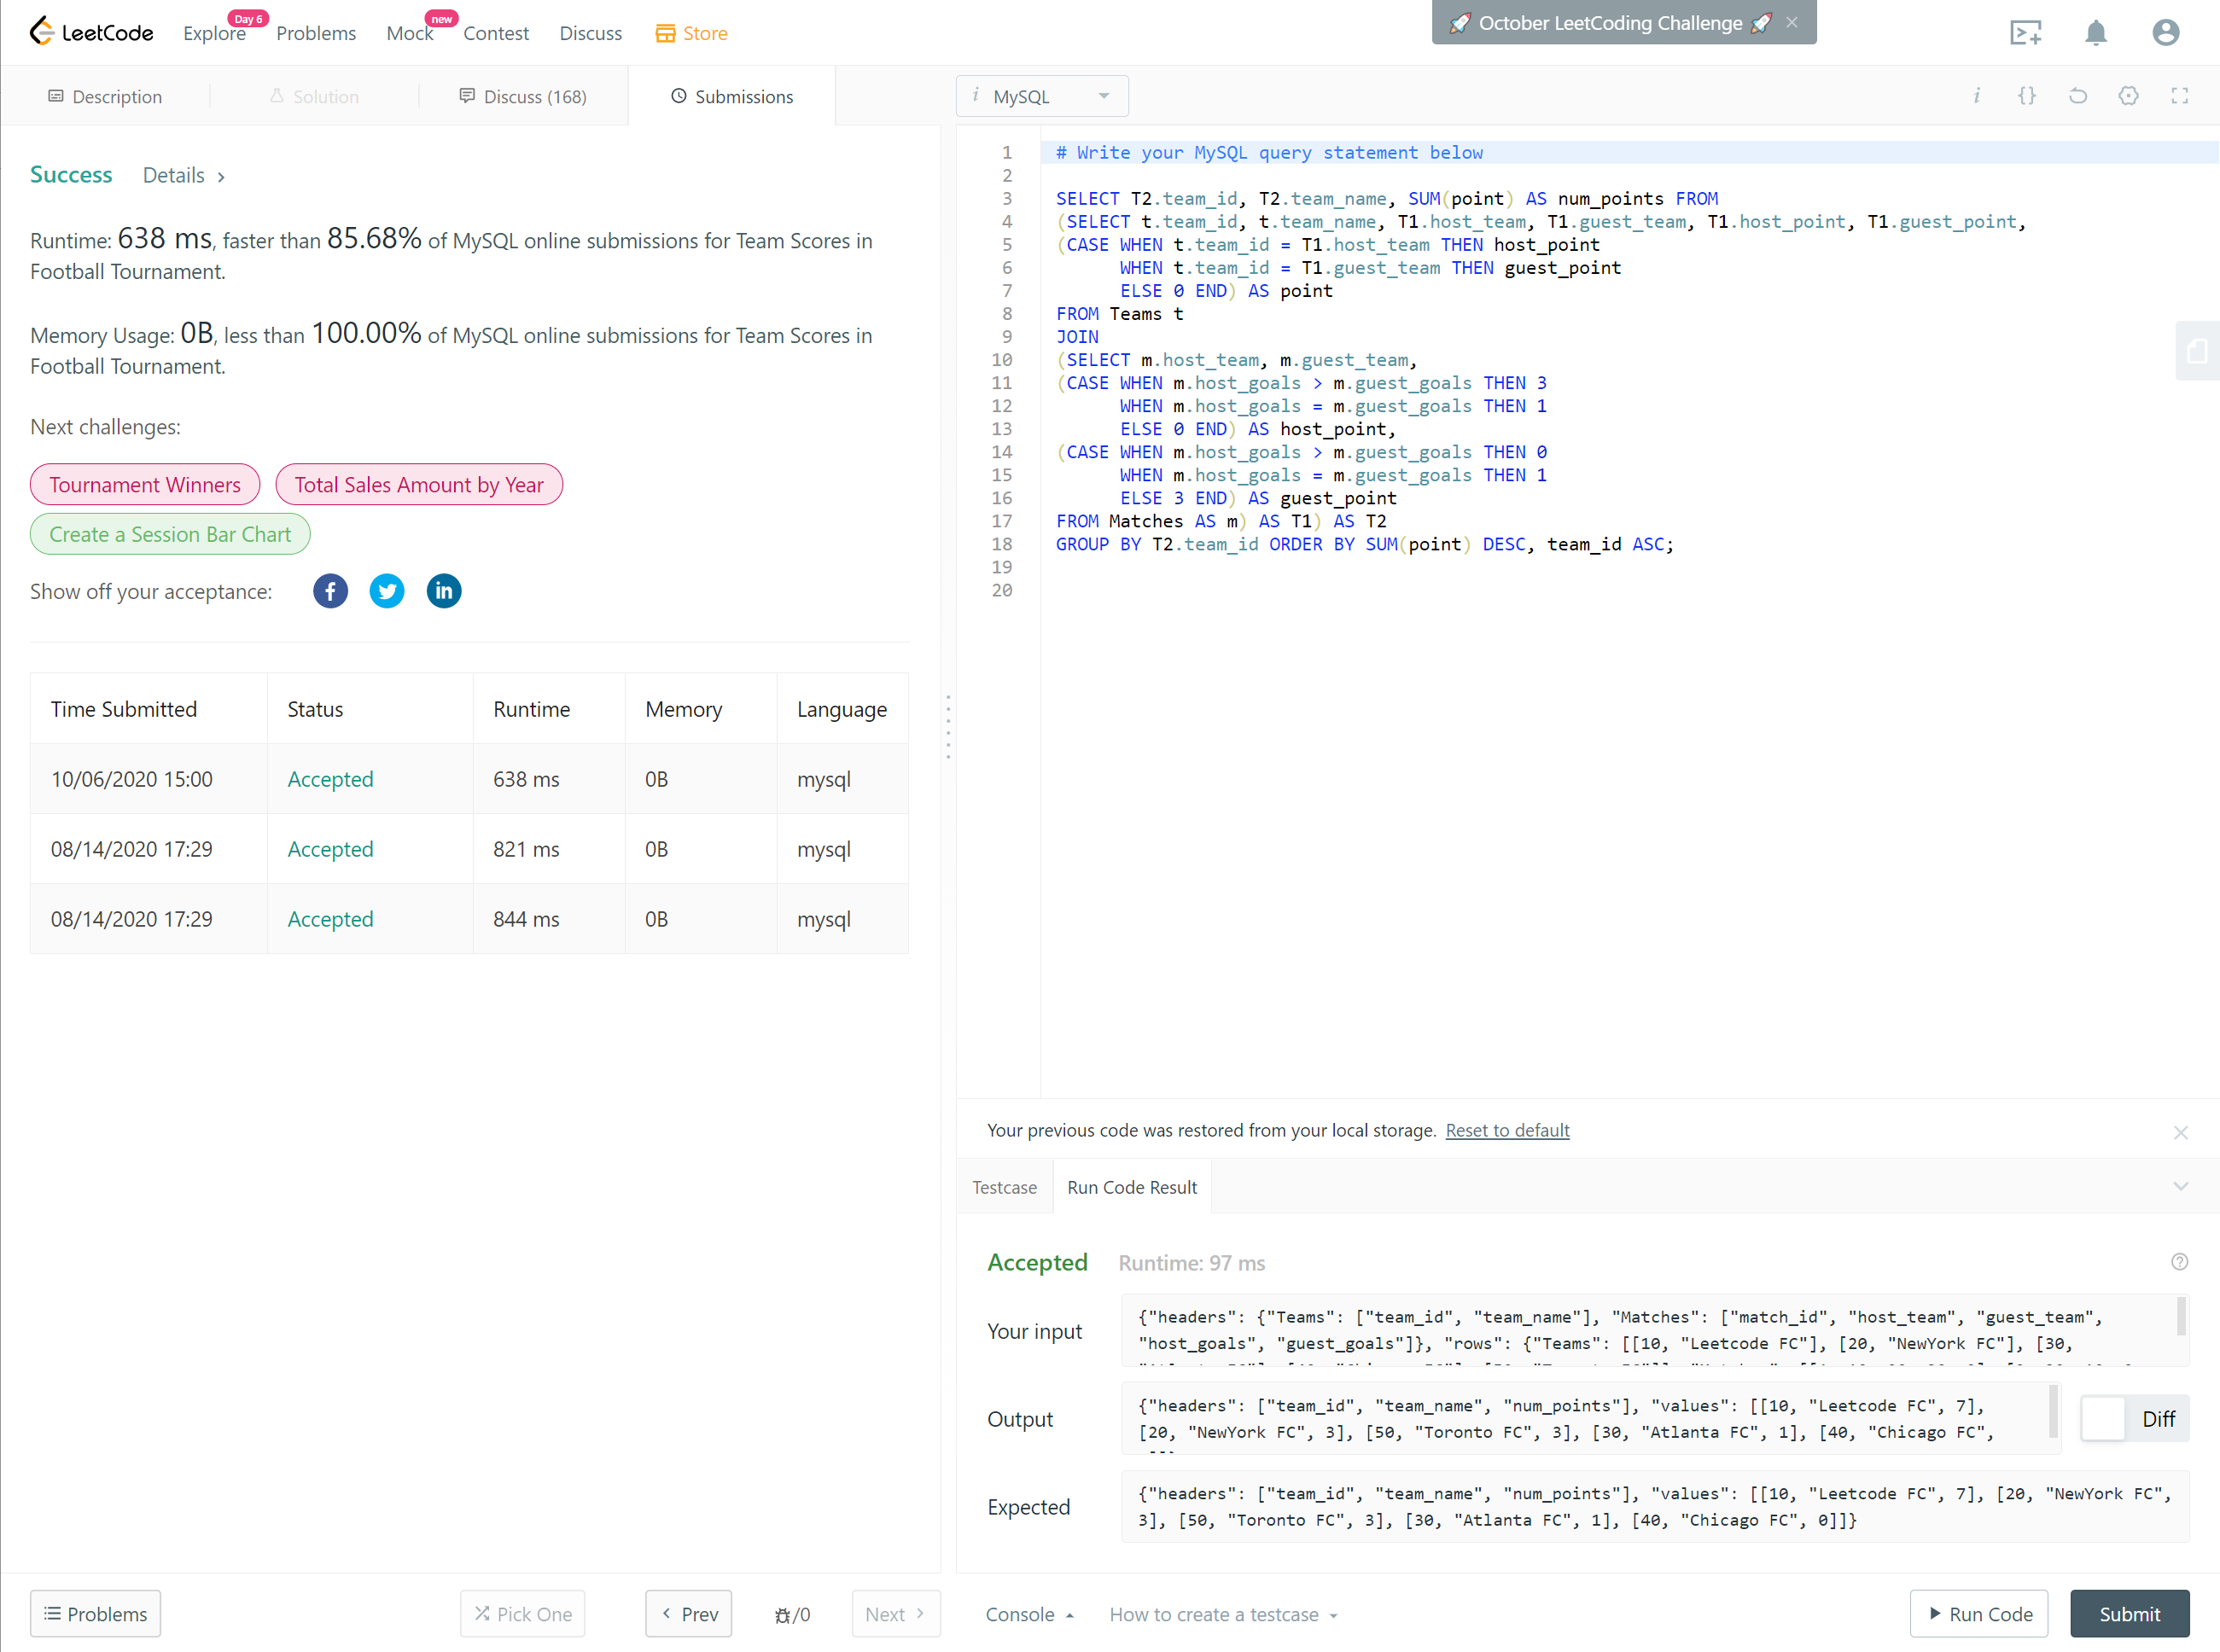 LeetCode
Explore
Day 6
Problems
Mock
new
Contest
Discuss
Store
🚀 October LeetCoding Challenge 🚀 ×
Description
Solution
Discuss (168)
Submissions
Success
Details >
Runtime: 638 ms, faster than 85.68% of MySQL online submissions for Team Scores in
Football Tournament.
Memory Usage: 0B, less than 100.00% of MySQL online submissions for Team Scores in
Football Tournament.
Next challenges:
Tournament Winners
Total Sales Amount by Year
Create a Session Bar Chart
Show off your acceptance:
Time Submitted Status Runtime Memory Language
10/06/2020 15:00 Accepted 638 ms 0B mysql
08/14/2020 17:29 Accepted 821 ms 0B mysql
08/14/2020 17:29 Accepted 844 ms 0B mysql
Problems
Pick One
< Prev
/0
Next >
i MySQL
i {}
1 # Write your MySQL query statement below
2
3 SELECT T2.team_id, T2.team_name, SUM(point) AS num_points FROM
4 (SELECT t.team_id, t.team_name, T1.host_team, T1.guest_team, T1.host_point, T1.guest_point,
5 (CASE WHEN t.team_id = T1.host_team THEN host_point
6 WHEN t.team_id = T1.guest_team THEN guest_point
7 ELSE 0 END) AS point
8 FROM Teams t
9 JOIN
10 (SELECT m.host_team, m.guest_team,
11 (CASE WHEN m.host_goals > m.guest_goals THEN 3
12 WHEN m.host_goals = m.guest_goals THEN 1
13 ELSE 0 END) AS host_point,
14 (CASE WHEN m.host_goals > m.guest_goals THEN 0
15 WHEN m.host_goals = m.guest_goals THEN 1
16 ELSE 3 END) AS guest_point
17 FROM Matches AS m) AS T1) AS T2
18 GROUP BY T2.team_id ORDER BY SUM(point) DESC, team_id ASC;
19
20
Your previous code was restored from your local storage. Reset to default
Testcase
Run Code Result
Accepted
Runtime: 97 ms
Your input
{"headers": {"Teams": ["team_id", "team_name"], "Matches": ["match_id", "host_team", "guest_team",
"host_goals", "guest_goals"]}, "rows": {"Teams": [[10, "Leetcode FC"], [20, "NewYork FC"], [30,
Output
{"headers": ["team_id", "team_name", "num_points"], "values": [[10, "Leetcode FC", 7],
[20, "NewYork FC", 3], [50, "Toronto FC", 3], [30, "Atlanta FC", 1], [40, "Chicago FC",
Diff
Expected
{"headers": ["team_id", "team_name", "num_points"], "values": [[10, "Leetcode FC", 7], [20, "NewYork FC",
3], [50, "Toronto FC", 3], [30, "Atlanta FC", 1], [40, "Chicago FC", 0]]}
Console
How to create a testcase
Run Code
Submit